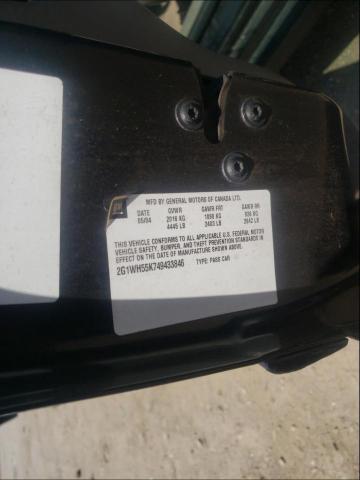 MFD BY GENERAL MOTORS OF CANADA LTD.
DATE GVWR GAWR FRT GAWR RR
05/04 2016 KG 1090 KG 926 KG
4445 LB 2403 LB 2042 LB
THIS VEHICLE CONFORMS TO ALL APPLICABLE U.S. FEDERAL MOTOR
VEHICLE SAFETY, BUMPER, AND THEFT PREVENTION STANDARDS IN
EFFECT ON THE DATE OF MANUFACTURE SHOWN ABOVE.
2G1WH55K749433846 TYPE: PASS CAR